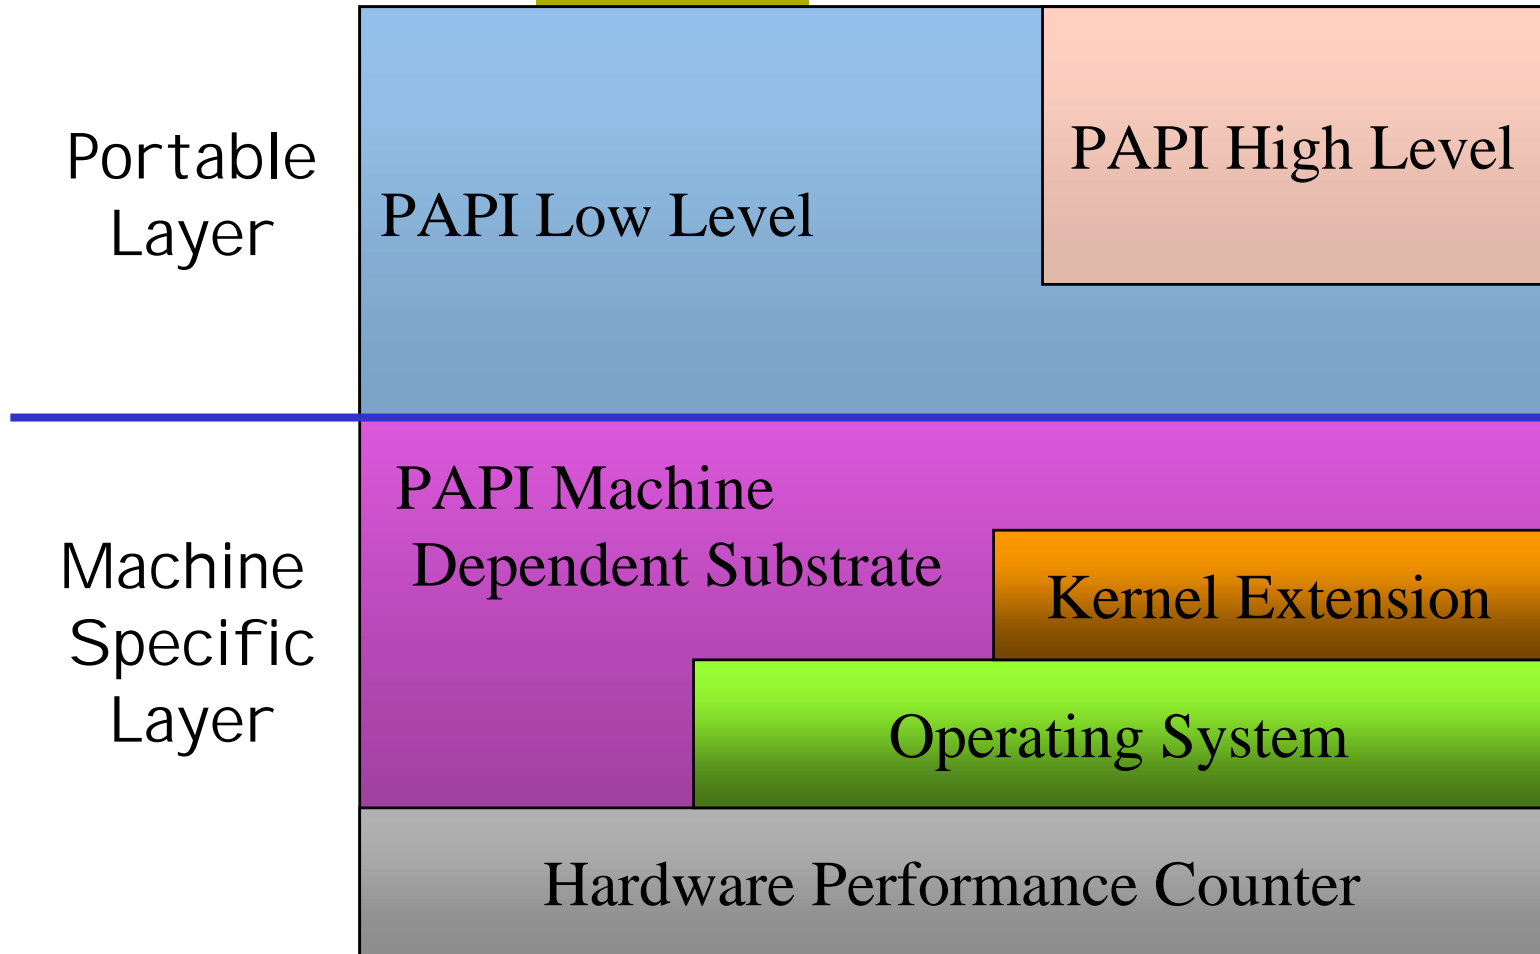 Portable
Layer
PAPI Low Level
PAPI High Level
Machine
Specific
Layer
PAPI Machine
Dependent Substrate
Kernel Extension
Operating System
Hardware Performance Counter